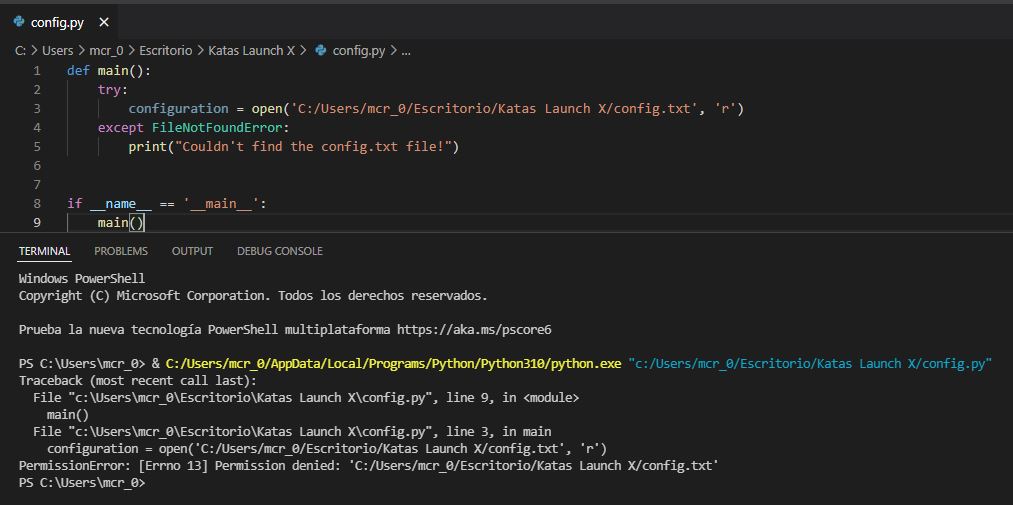 config.py ×
C: > Users > mcr_0 > Escritorio > Katas Launch X > config.py > ...
1 def main():
2     try:
3         configuration = open('C:/Users/mcr_0/Escritorio/Katas Launch X/config.txt', 'r')
4     except FileNotFoundError:
5         print("Couldn't find the config.txt file!")
6
7
8 if __name__ == '__main__':
9     main()
TERMINAL PROBLEMS OUTPUT DEBUG CONSOLE
Windows PowerShell
Copyright (C) Microsoft Corporation. Todos los derechos reservados.
Prueba la nueva tecnología PowerShell multiplataforma https://aka.ms/pscore6
PS C:\Users\mcr_0> & C:/Users/mcr_0/AppData/Local/Programs/Python/Python310/python.exe "c:/Users/mcr_0/Escritorio/Katas Launch X/config.py"
Traceback (most recent call last):
  File "c:\Users\mcr_0\Escritorio\Katas Launch X\config.py", line 9, in <module>
    main()
  File "c:\Users\mcr_0\Escritorio\Katas Launch X\config.py", line 3, in main
    configuration = open('C:/Users/mcr_0/Escritorio/Katas Launch X/config.txt', 'r')
PermissionError: [Errno 13] Permission denied: 'C:/Users/mcr_0/Escritorio/Katas Launch X/config.txt'
PS C:\Users\mcr_0>